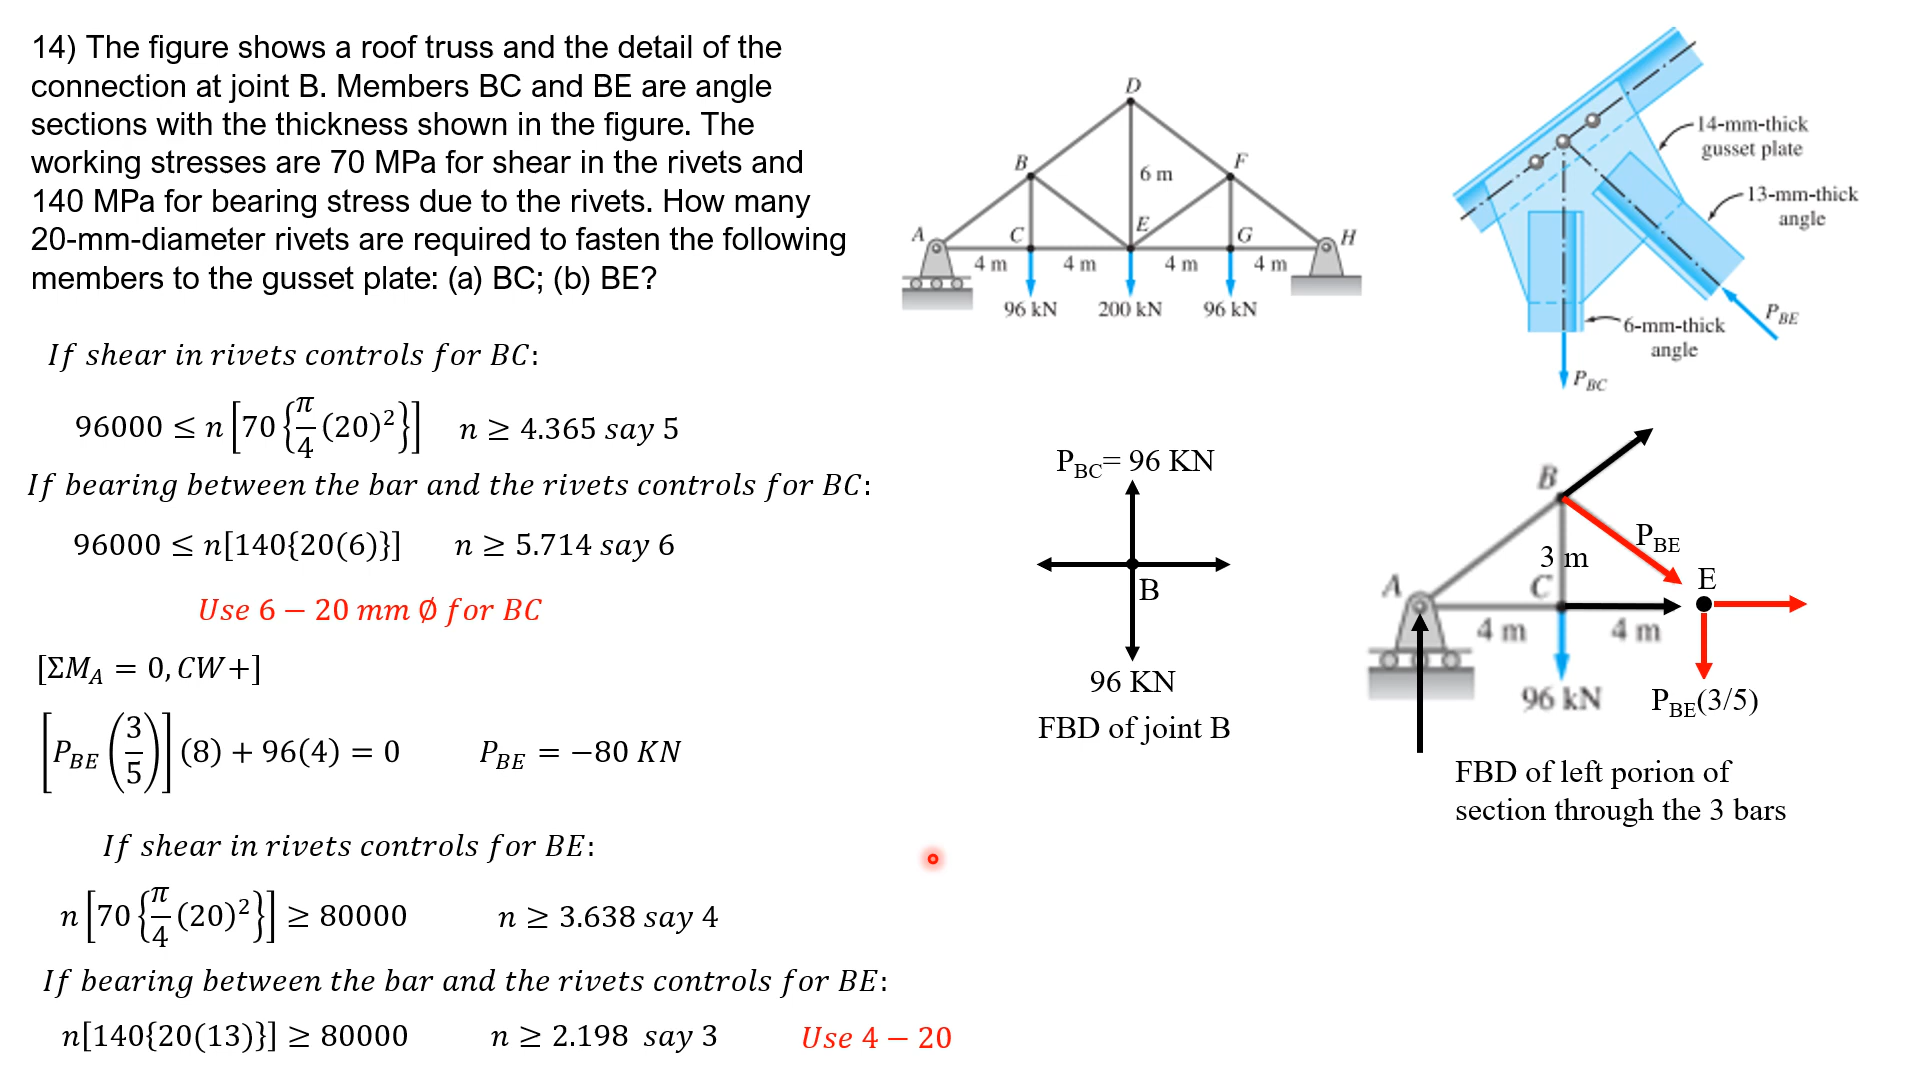 14) The figure shows a roof truss and the detail of the
connection at joint B. Members BC and BE are angle
sections with the thickness shown in the figure. The
working stresses are 70 MPa for shear in the rivets and
140 MPa for bearing stress due to the rivets. How many
20-mm-diameter rivets are required to fasten the following
members to the gusset plate: (a) BC; (b) BE?
If shear in rivets controls for BC:
96000 ≤ n[70{π/4(20)²}] n ≥ 4.365 say 5
If bearing between the bar and the rivets controls for BC:
96000 ≤ n[140{20(6)}] n ≥ 5.714 say 6
Use 6 − 20 mm ∅ for BC
[ΣM_A = 0, CW+]
[P_BE(3/5)](8) + 96(4) = 0 P_BE = −80 KN
If shear in rivets controls for BE:
n[70{π/4(20)²}] ≥ 80000 n ≥ 3.638 say 4
If bearing between the bar and the rivets controls for BE:
n[140{20(13)}] ≥ 80000 n ≥ 2.198 say 3 Use 4 − 20
D
B
6 m
F
A
C
E
G
H
4 m
4 m
4 m
4 m
96 kN
200 kN
96 kN
14-mm-thick
gusset plate
13-mm-thick
angle
P_BE
6-mm-thick
angle
P_BC
P_BC= 96 KN
B
96 KN
FBD of joint B
B
P_BE
3 m
A
C
E
4 m
4 m
96 kN
P_BE(3/5)
FBD of left porion of
section through the 3 bars